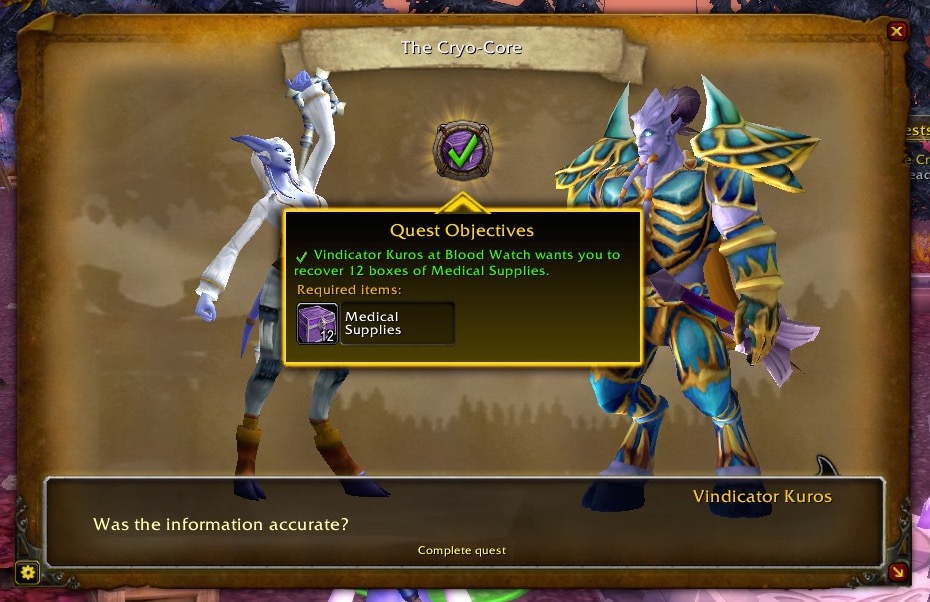 The Cryo-Core
Quest Objectives
Vindicator Kuros at Blood Watch wants you to
recover 12 boxes of Medical Supplies.
Required items:
12
Medical
Supplies
Vindicator Kuros
Was the information accurate?
Complete quest